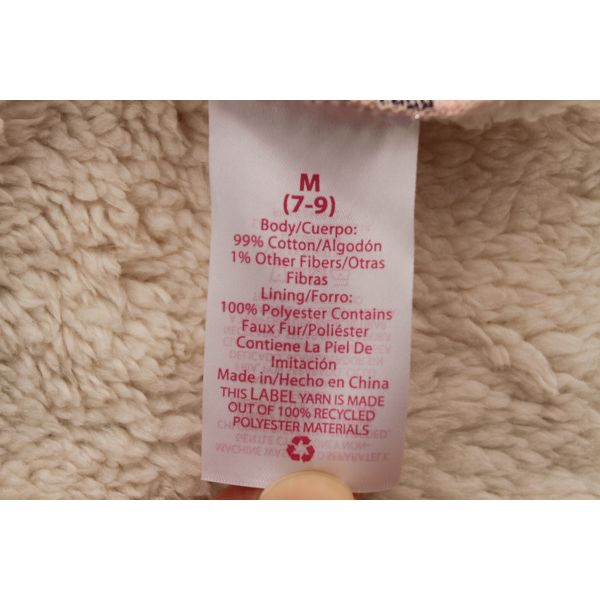 M
(7-9)
Body/Cuerpo:
99% Cotton/Algodón
1% Other Fibers/Otras
Fibras
Lining/Forro:
100% Polyester Contains
Faux Fur/Poliéster
Contiene La Piel De
Imitación
Made in/Hecho en China
THIS LABEL YARN IS MADE
OUT OF 100% RECYCLED
POLYESTER MATERIALS